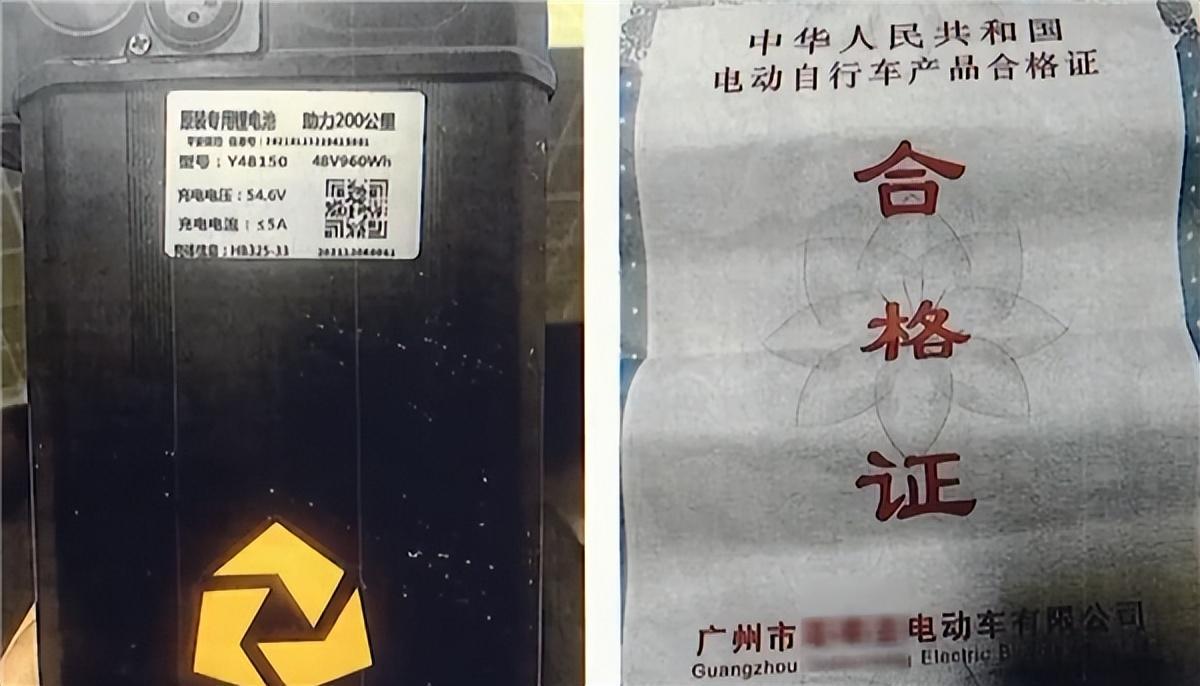 原装专用锂电池 助力200公里
型号：Y48150 48V960Wh
充电电压：54.6V
充电电流：≤5A
HB325-33
中华人民共和国
电动自行车产品合格证
合
格
证
广州市 电动车有限公司
Guangzhou Electric